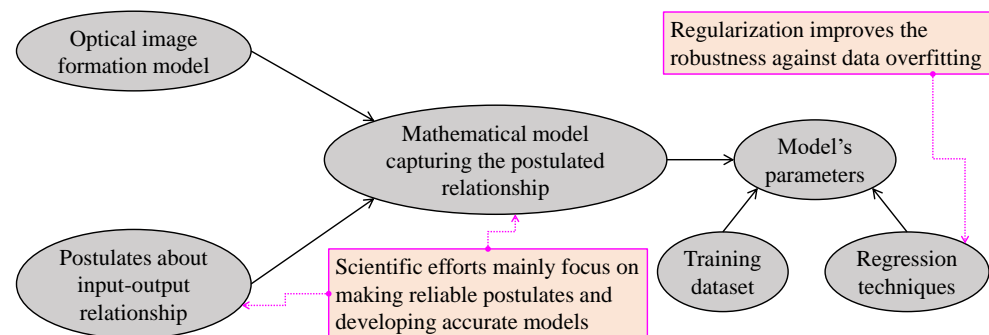 Optical image
formation model
Regularization improves the
robustness against data overfitting
Mathematical model
capturing the postulated
relationship
Model's
parameters
Postulates about
input-output
relationship
Scientific efforts mainly focus on
making reliable postulates and
developing accurate models
Training
dataset
Regression
techniques